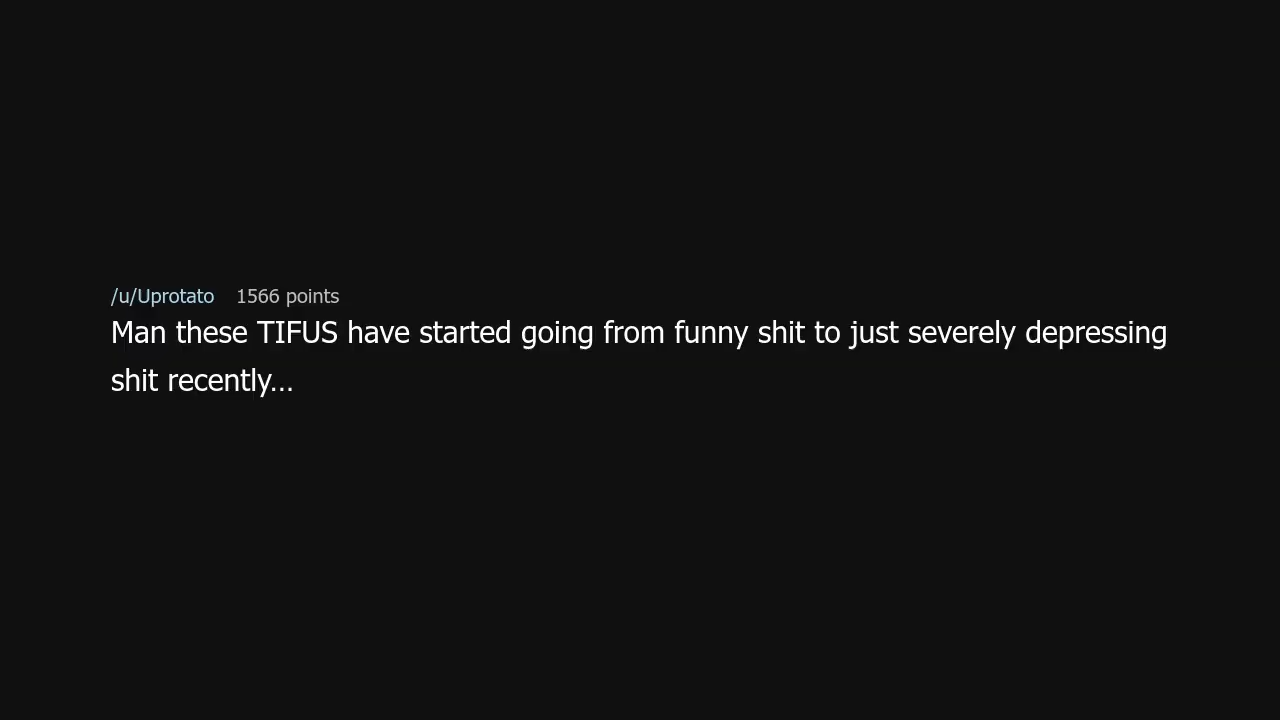 /u/Uprotato 1566 points
Man these TIFUS have started going from funny shit to just severely depressing
shit recently...